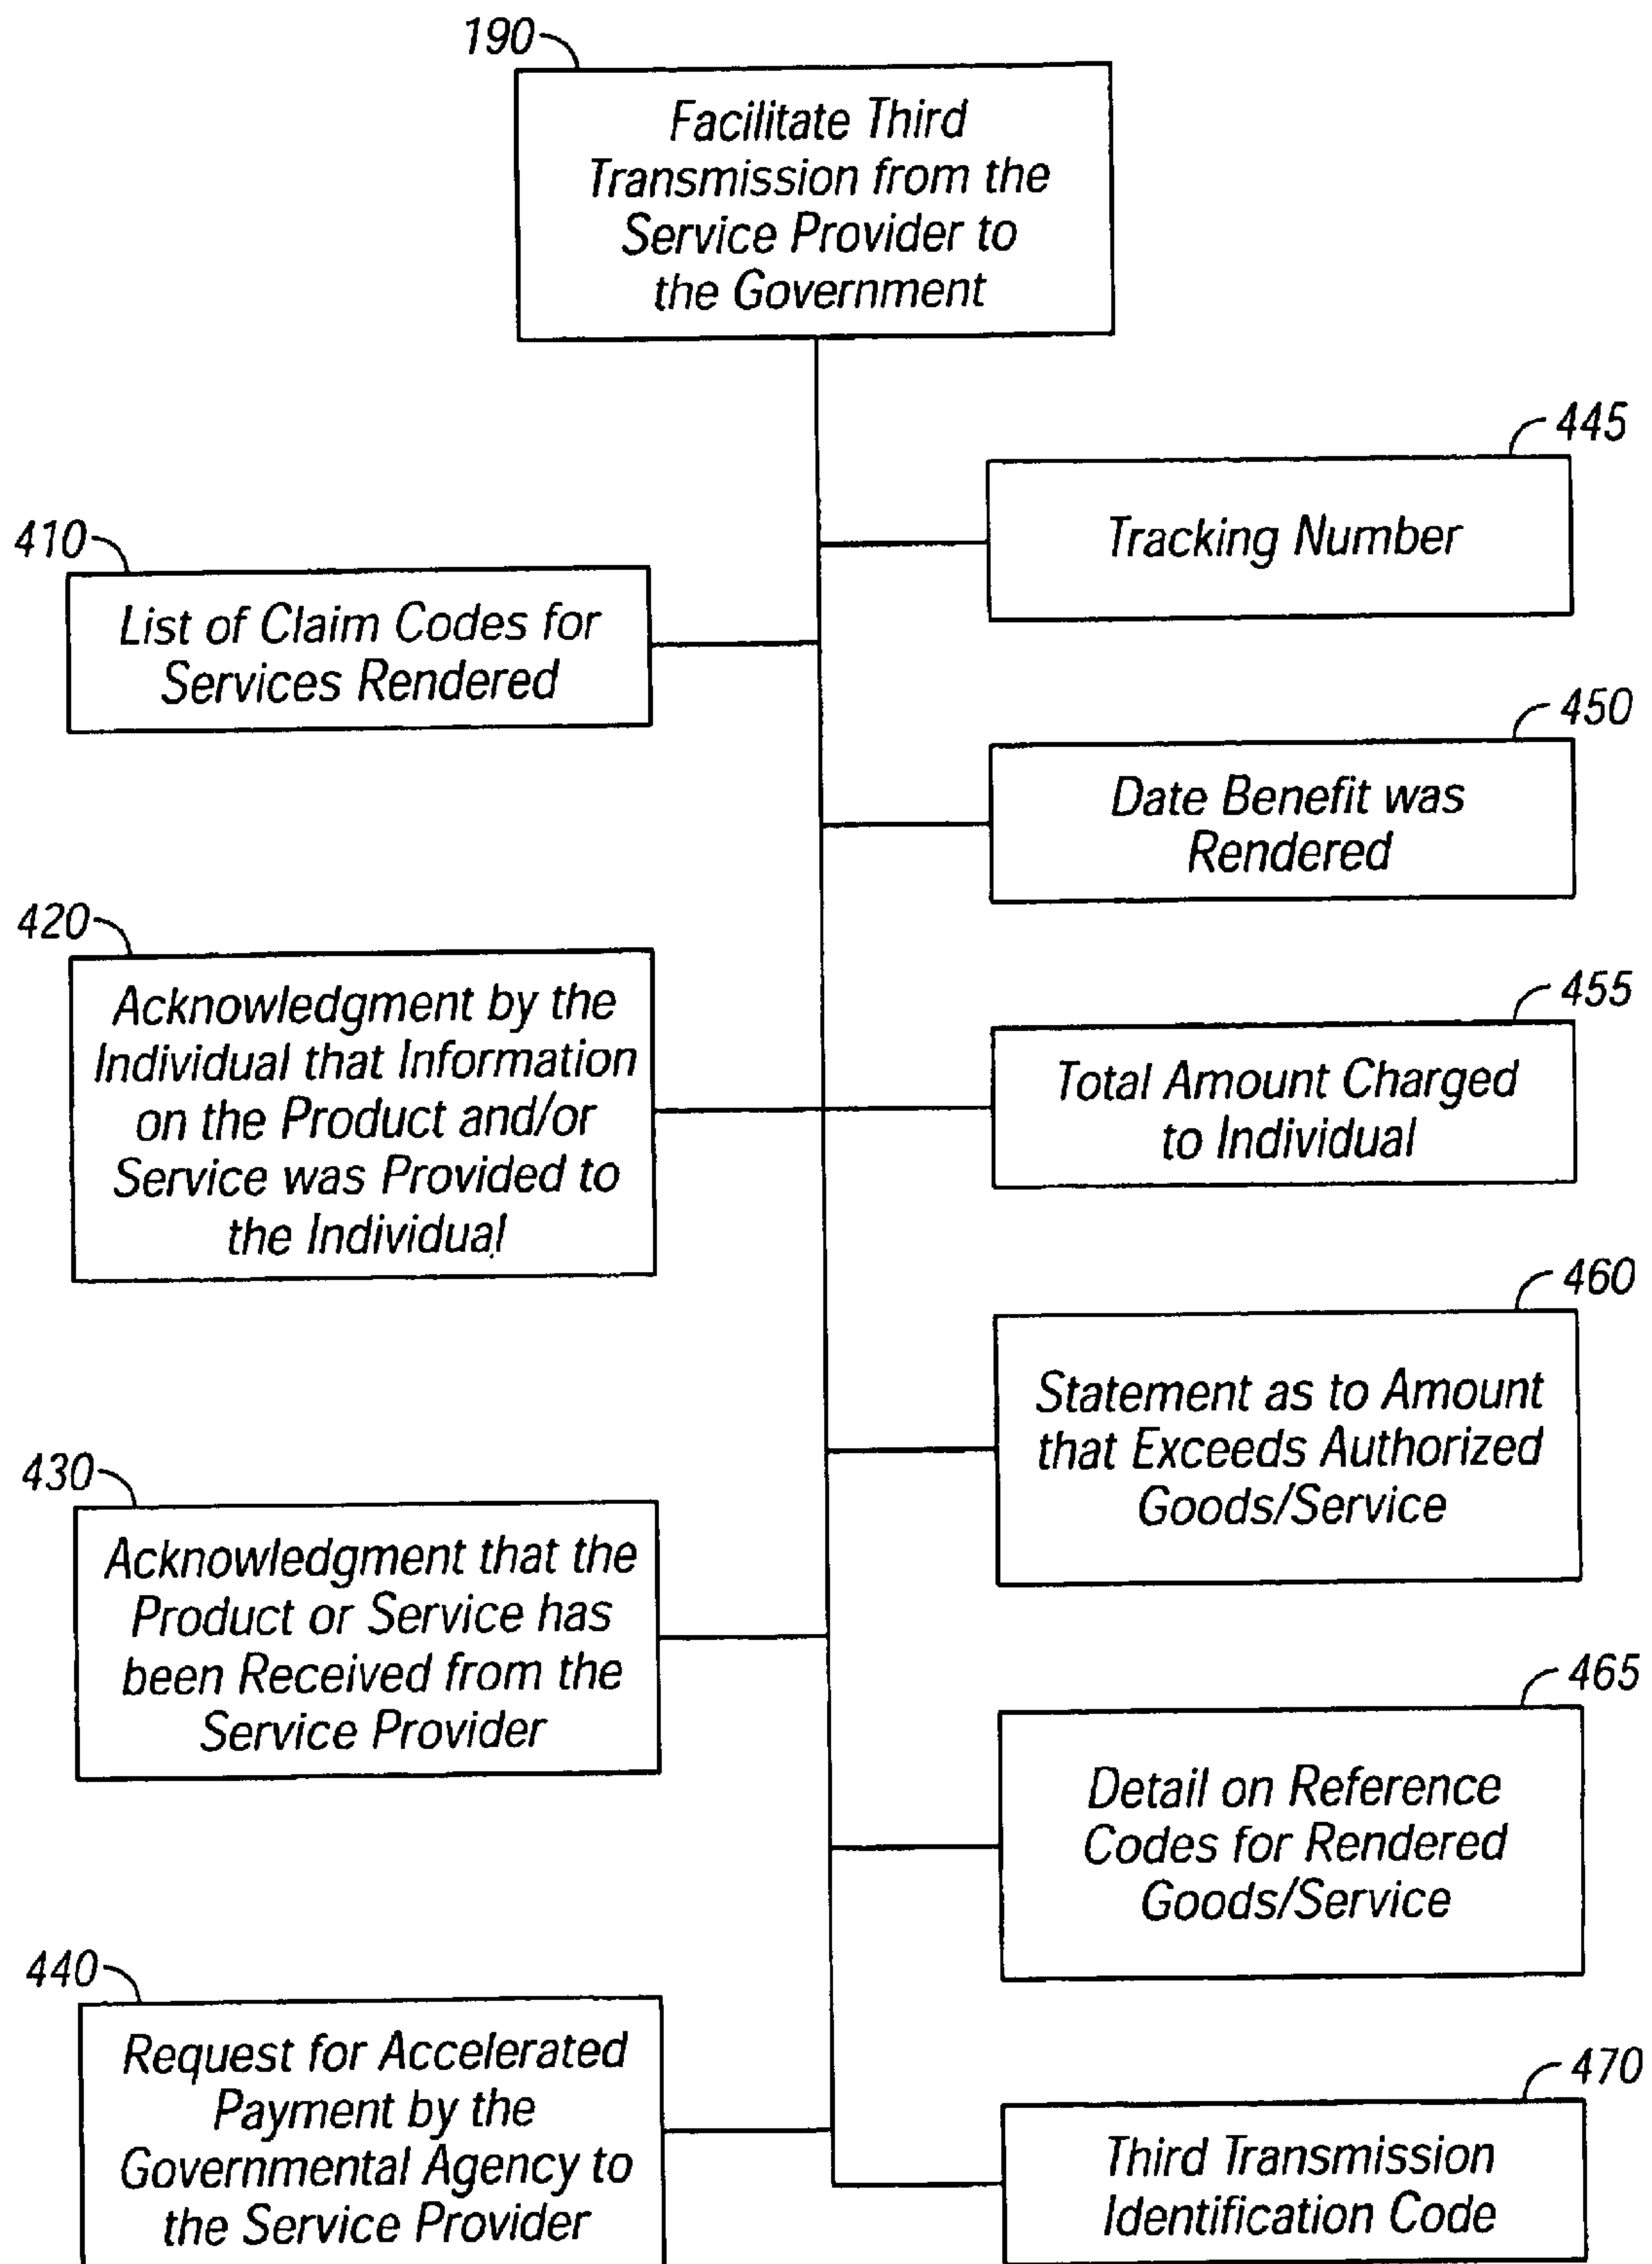 190
Facilitate Third
Transmission from the
Service Provider to
the Government
445
Tracking Number
410
List of Claim Codes for
Services Rendered
450
Date Benefit was
Rendered
420
Acknowledgment by the
Individual that Information
on the Product and/or
Service was Provided to
the Individual
455
Total Amount Charged
to Individual
460
Statement as to Amount
that Exceeds Authorized
Goods/Service
430
Acknowledgment that the
Product or Service has
been Received from the
Service Provider
465
Detail on Reference
Codes for Rendered
Goods/Service
440
Request for Accelerated
Payment by the
Governmental Agency to
the Service Provider
470
Third Transmission
Identification Code